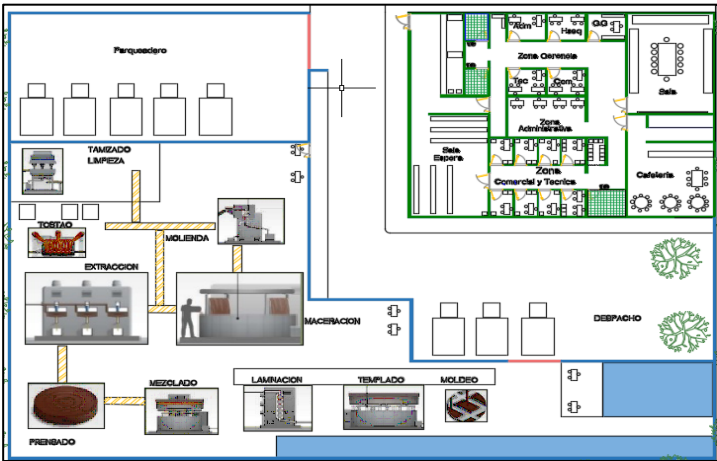 Parqueadero
TAMIZADO
LIMPIEZA
TOSTAO
MOLIENDA
EXTRACCION
MACERACION
PRENSADO
MEZCLADO
LAMINACION
TEMPLADO
MOLDEO
DESPACHO
Adm
GG
Zona Gerencia
Tec
Com
Sala
Zona
Administrativa
Sala
Espera
Zona
Comercial y Tecnica
Cafeteria